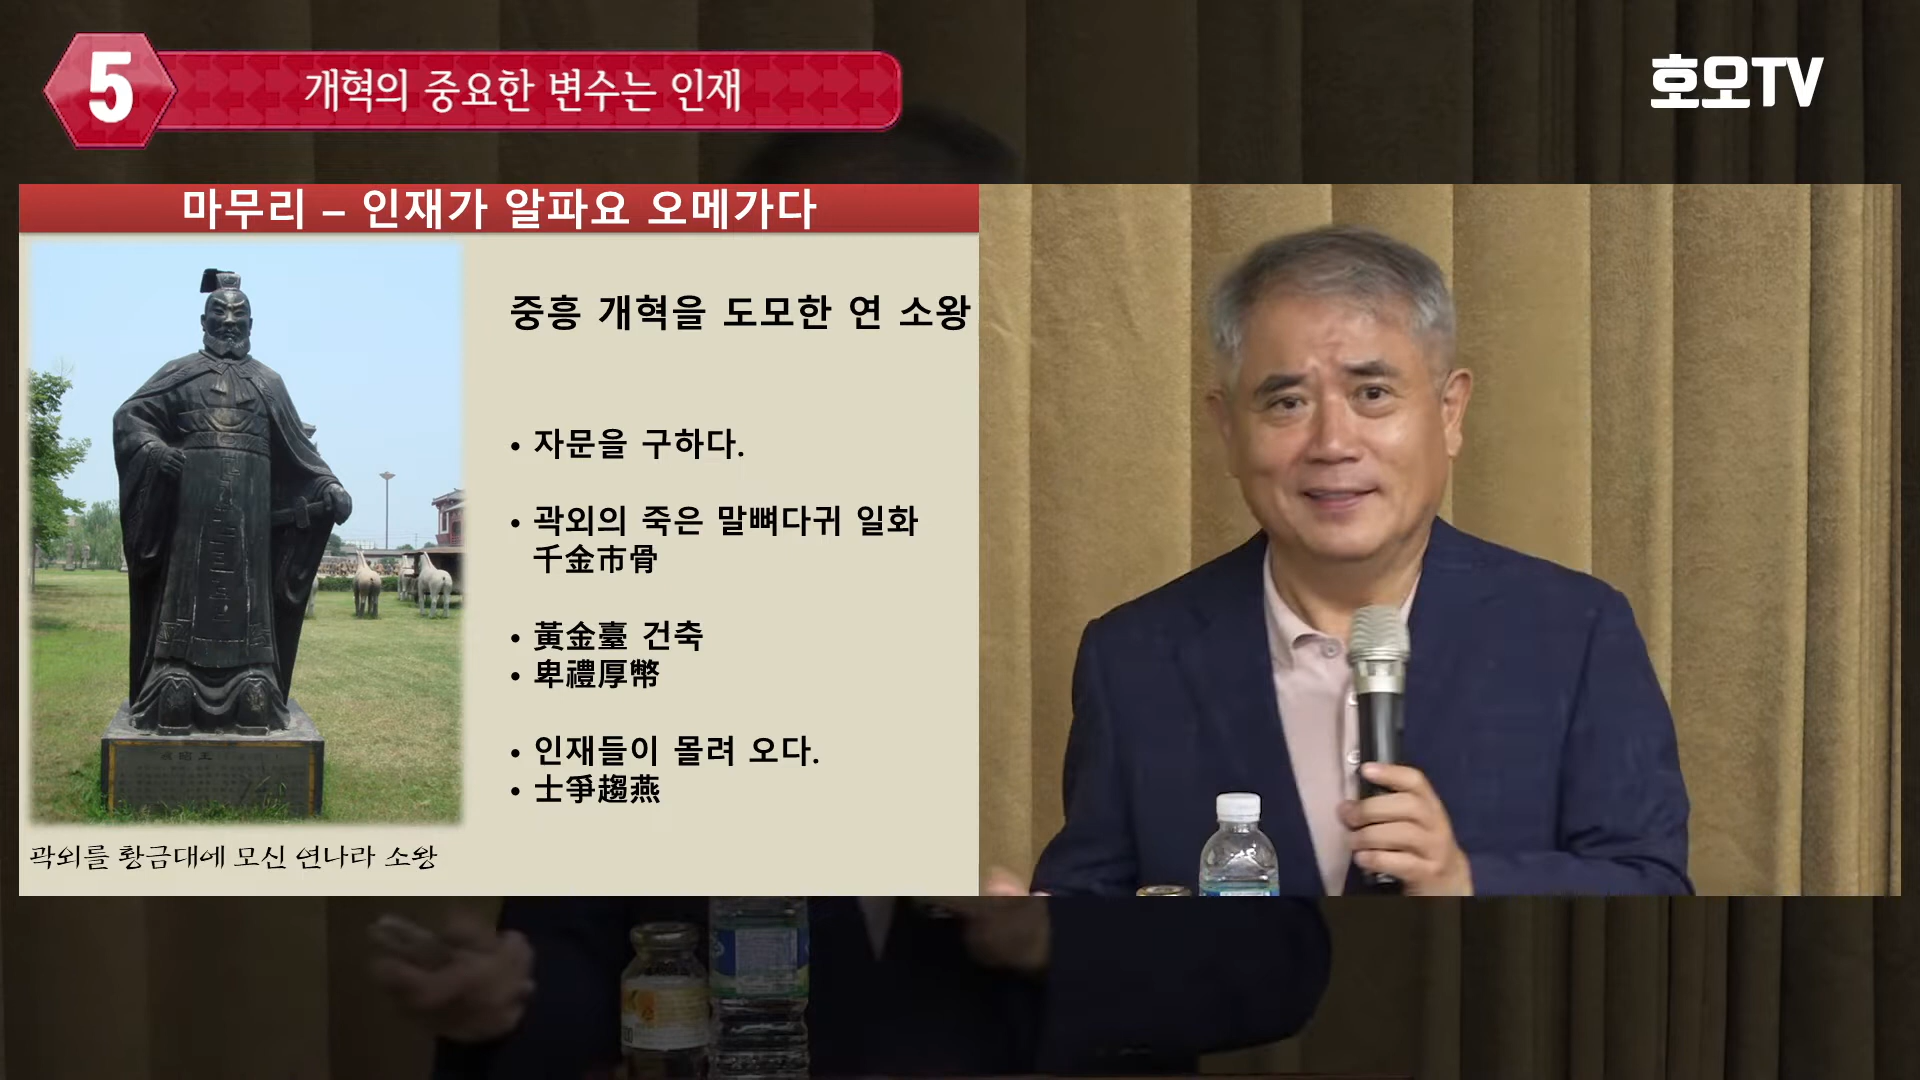 5
개혁의 중요한 변수는 인재
호오TV
마무리 – 인재가 알파요 오메가다
중흥 개혁을 도모한 연 소왕
• 자문을 구하다.
• 곽외의 죽은 말뼈다귀 일화
千金市骨
• 黃金臺 건축
• 卑禮厚幣
• 인재들이 몰려 오다.
• 士爭趨燕
곽외를 황금대에 모신 연나라 소왕